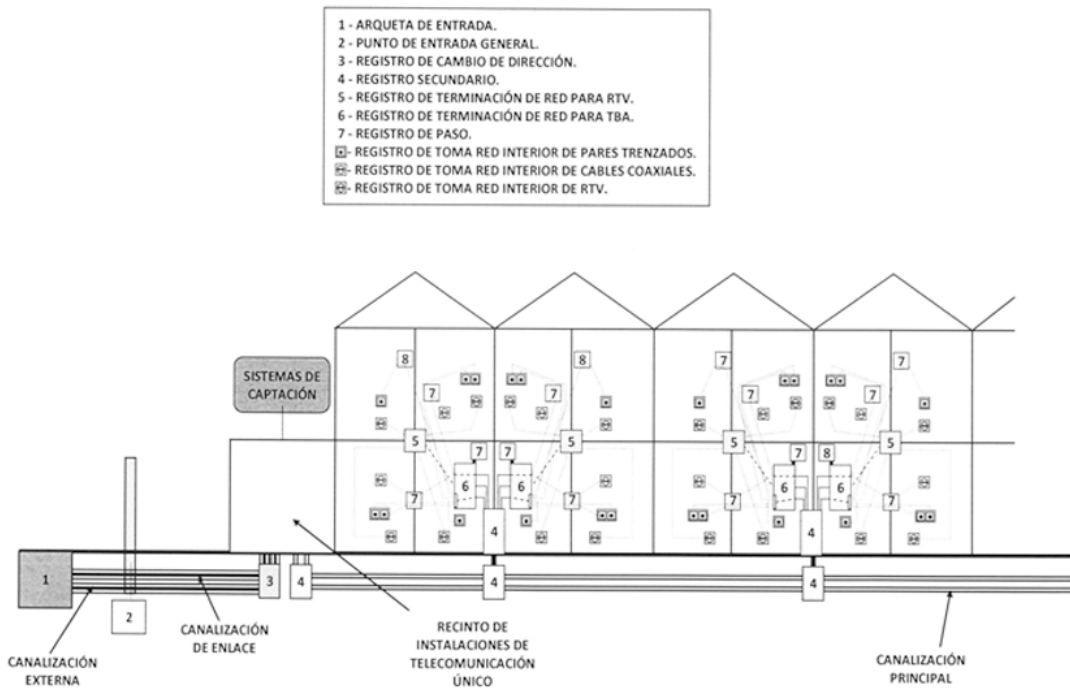 1 - ARQUETA DE ENTRADA.
2 - PUNTO DE ENTRADA GENERAL.
3 - REGISTRO DE CAMBIO DE DIRECCIÓN.
4 - REGISTRO SECUNDARIO.
5 - REGISTRO DE TERMINACIÓN DE RED PARA RTV.
6 - REGISTRO DE TERMINACIÓN DE RED PARA TBA.
7 - REGISTRO DE PASO.
- REGISTRO DE TOMA RED INTERIOR DE PARES TRENZADOS.
- REGISTRO DE TOMA RED INTERIOR DE CABLES COAXIALES.
- REGISTRO DE TOMA RED INTERIOR DE RTV.
8 8 7 7
SISTEMAS DE
CAPTACIÓN
7 7 7 7
5 5 5 5
7 7 7 8
6 6 6 6
7 7 7 7
4 4
1 3 4 4 4
2
CANALIZACIÓN
DE ENLACE
CANALIZACIÓN
EXTERNA
RECINTO DE
INSTALACIONES DE
TELECOMUNICACIÓN
ÚNICO
CANALIZACIÓN
PRINCIPAL